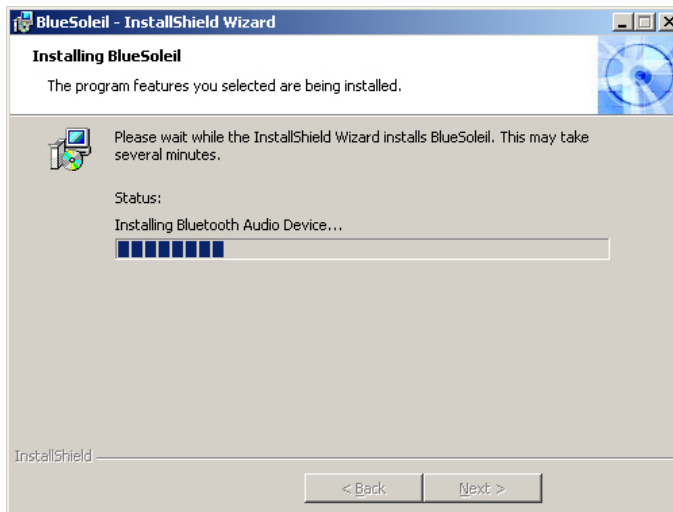 BlueSoleil - InstallShield Wizard
Installing BlueSoleil
The program features you selected are being installed.
Please wait while the InstallShield Wizard installs BlueSoleil. This may take
several minutes.
Status:
Installing Bluetooth Audio Device...
InstallShield
< Back
Next >